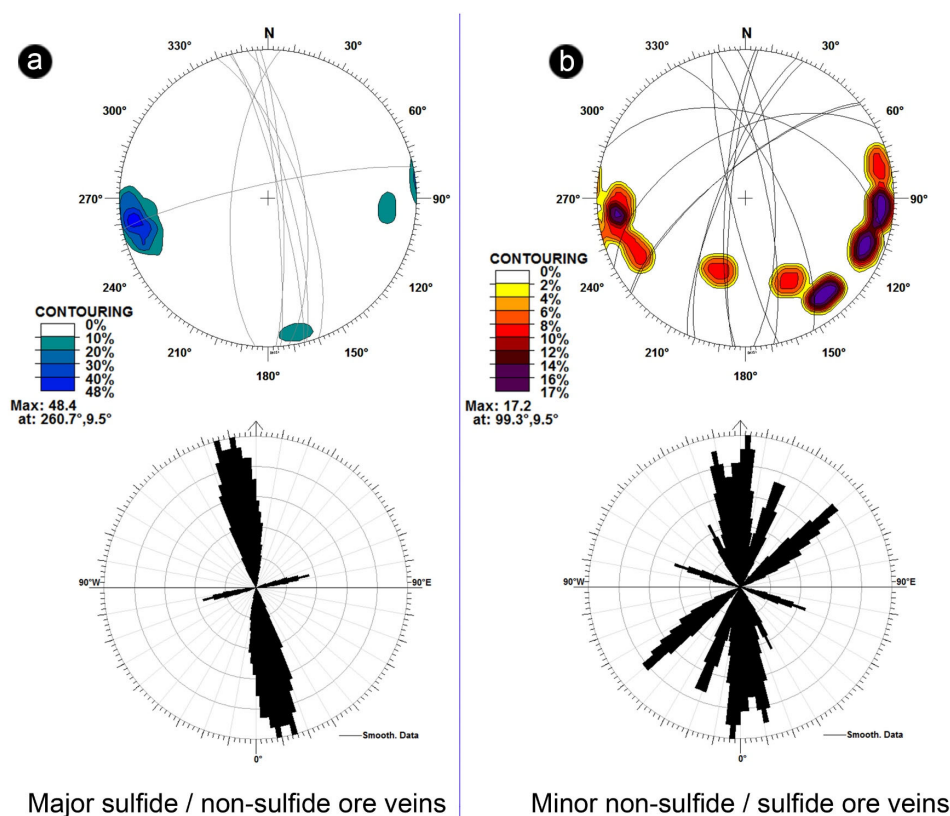 a
N
30°
60°
90°
120°
150°
180°
210°
240°
270°
300°
330°
CONTOURING
0%
10%
20%
30%
40%
48%
Max: 48.4
at: 260.7°,9.5°
90°W
90°E
0°
Smooth. Data
Major sulfide / non-sulfide ore veins
b
N
30°
60°
90°
120°
150°
180°
210°
240°
270°
300°
330°
CONTOURING
0%
2%
4%
6%
8%
10%
12%
14%
16%
17%
Max: 17.2
at: 99.3°,9.5°
90°W
90°E
0°
Smooth. Data
Minor non-sulfide / sulfide ore veins